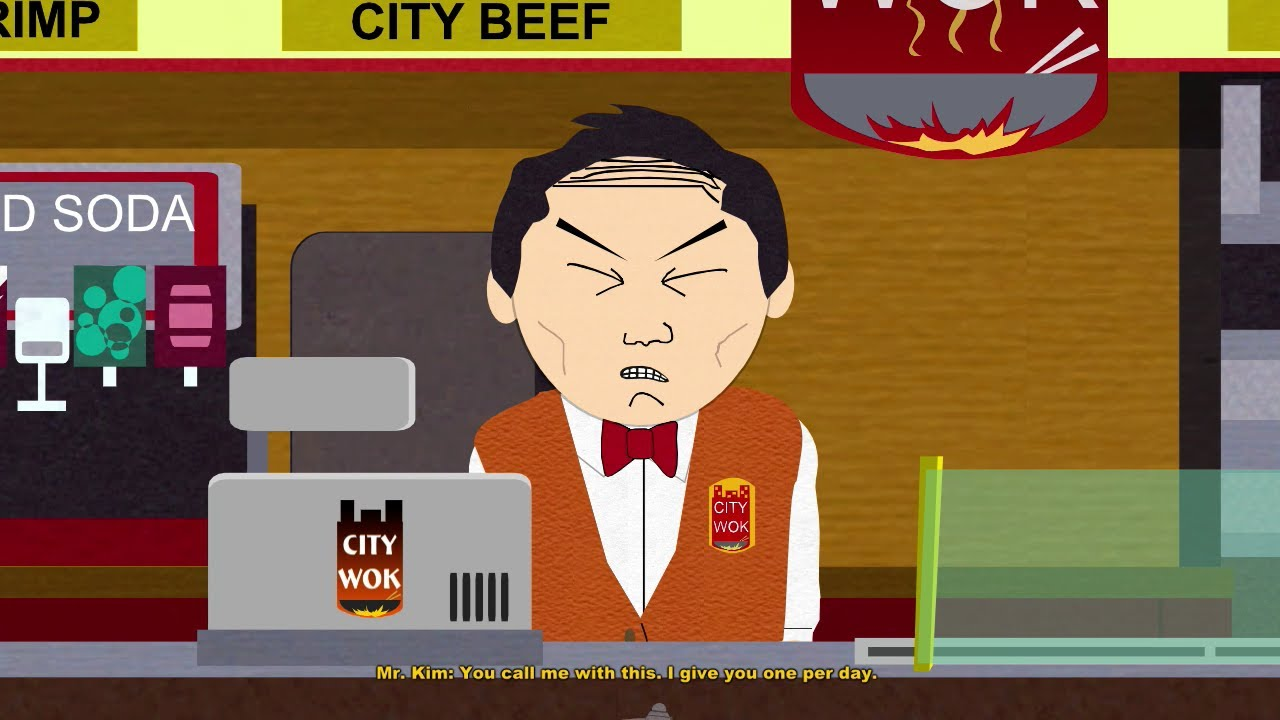 RIMP
CITY BEEF
WOK
D SODA
CITY
WOK
CITY
WOK
Mr. Kim: You call me with this. I give you one per day.